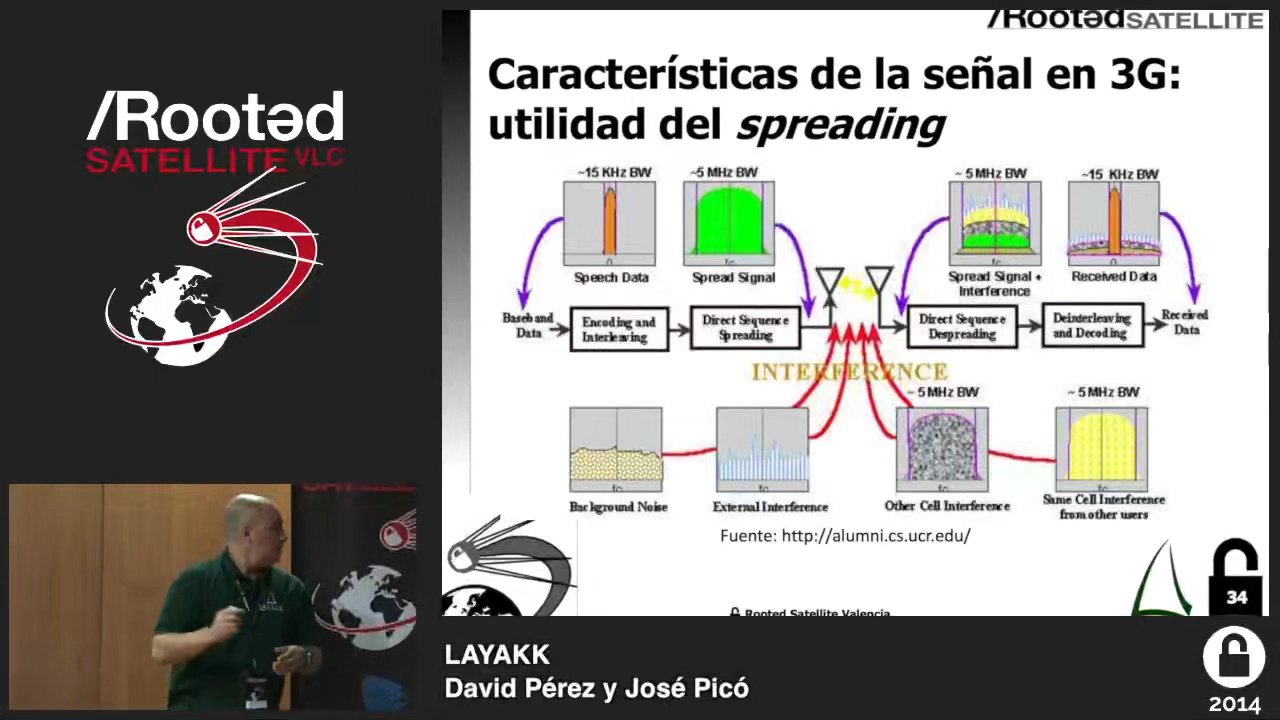 /Rootəd
SATELLITE VLC
/Rootəd SATELLITE
Características de la señal en 3G:
utilidad del spreading
~15 KHz BW
~5 MHz BW
~ 5 MHz BW
~15 KHz BW
fc
Speech Data
Spread Signal
Spread Signal +
Interference
Received Data
Baseband
Data
Encoding and
Interleaving
Direct Sequence
Spreading
Direct Sequence
Despreading
Deinterleaving
and Decoding
Received
Data
INTERFERENCE
~ 5 MHz BW
~ 5 MHz BW
Background Noise
External Interference
Other Cell Interference
Same Cell Interference
from other users
Fuente: http://alumni.cs.ucr.edu/
34
Rooted Satellite Valencia
LAYAKK
David Pérez y José Picó
2014